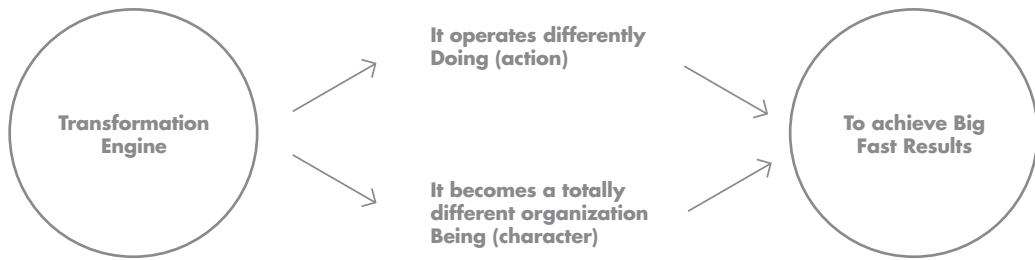 Transformation
Engine
It operates differently
Doing (action)
It becomes a totally
different organization
Being (character)
To achieve Big
Fast Results